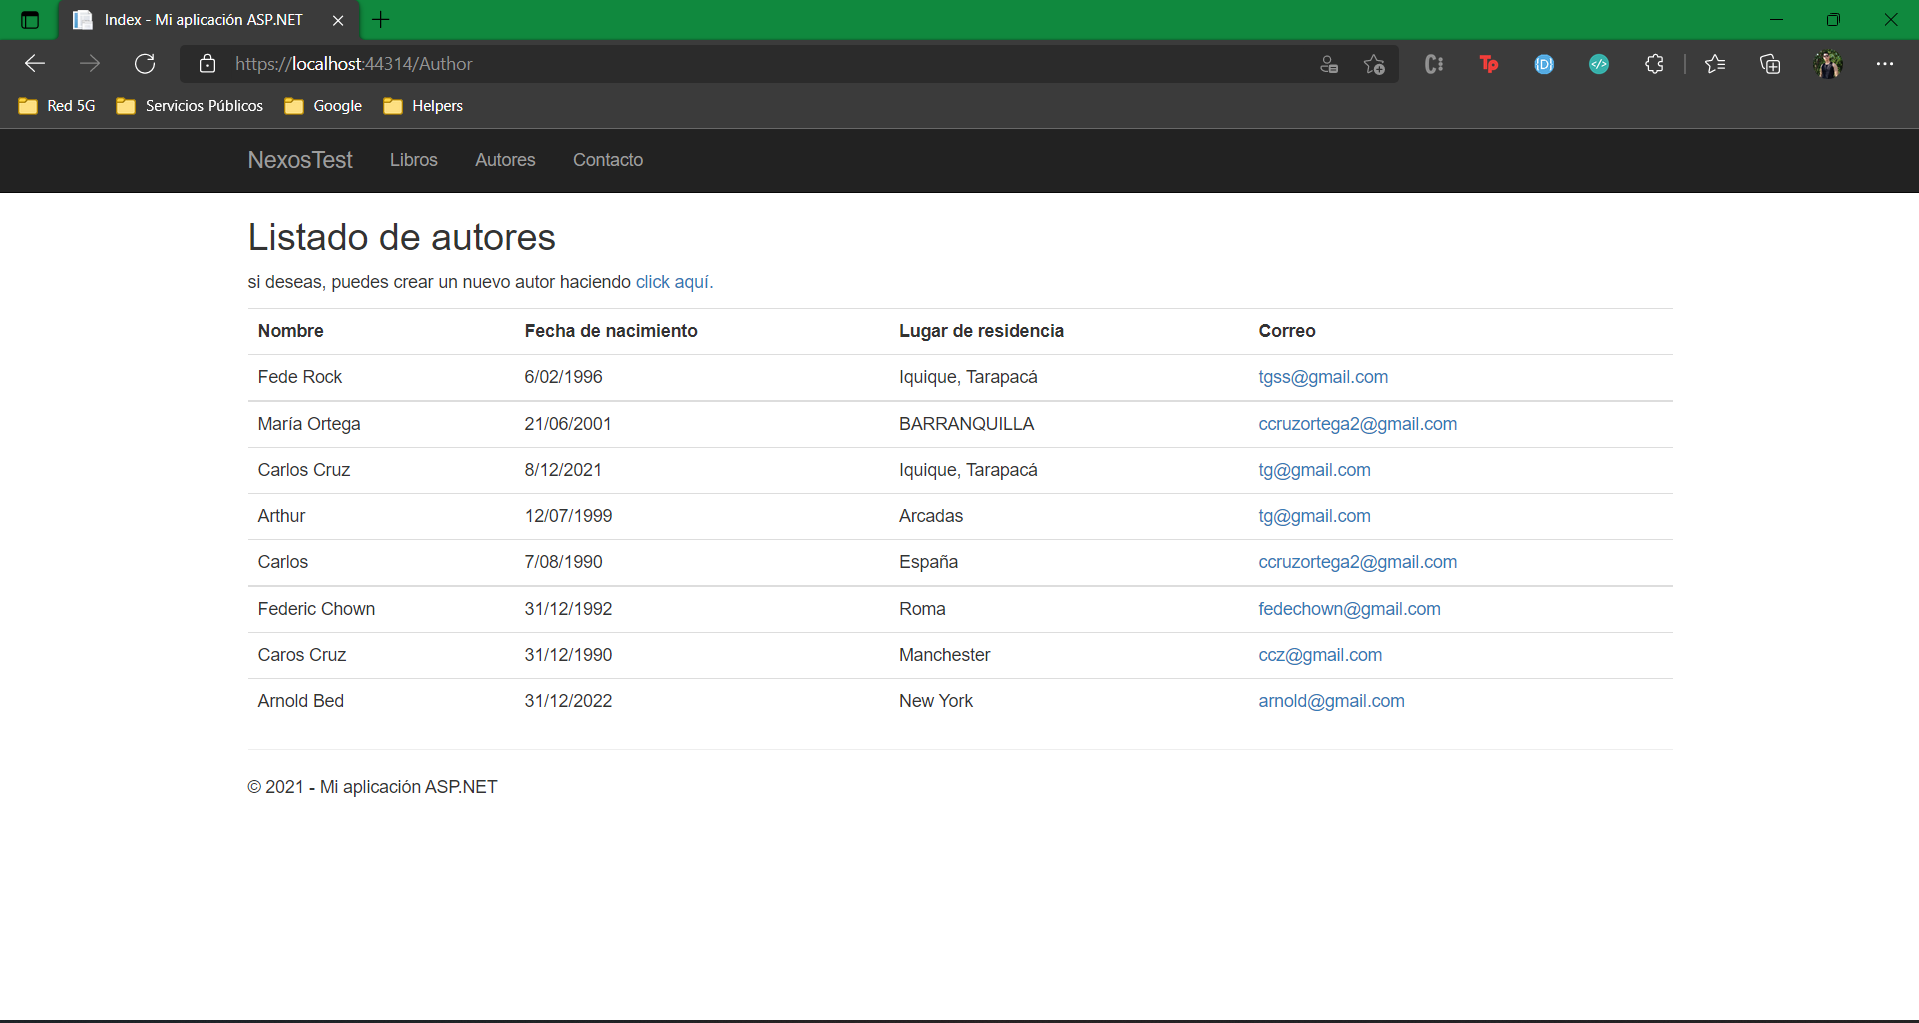 Index - Mi aplicación ASP.NET
https://localhost:44314/Author
Red 5G Servicios Públicos Google Helpers
NexosTest Libros Autores Contacto
Listado de autores
si deseas, puedes crear un nuevo autor haciendo click aquí.
Nombre Fecha de nacimiento Lugar de residencia Correo
Fede Rock 6/02/1996 Iquique, Tarapacá tgss@gmail.com
María Ortega 21/06/2001 BARRANQUILLA ccruzortega2@gmail.com
Carlos Cruz 8/12/2021 Iquique, Tarapacá tg@gmail.com
Arthur 12/07/1999 Arcadas tg@gmail.com
Carlos 7/08/1990 España ccruzortega2@gmail.com
Federic Chown 31/12/1992 Roma fedechown@gmail.com
Caros Cruz 31/12/1990 Manchester ccz@gmail.com
Arnold Bed 31/12/2022 New York arnold@gmail.com
© 2021 - Mi aplicación ASP.NET